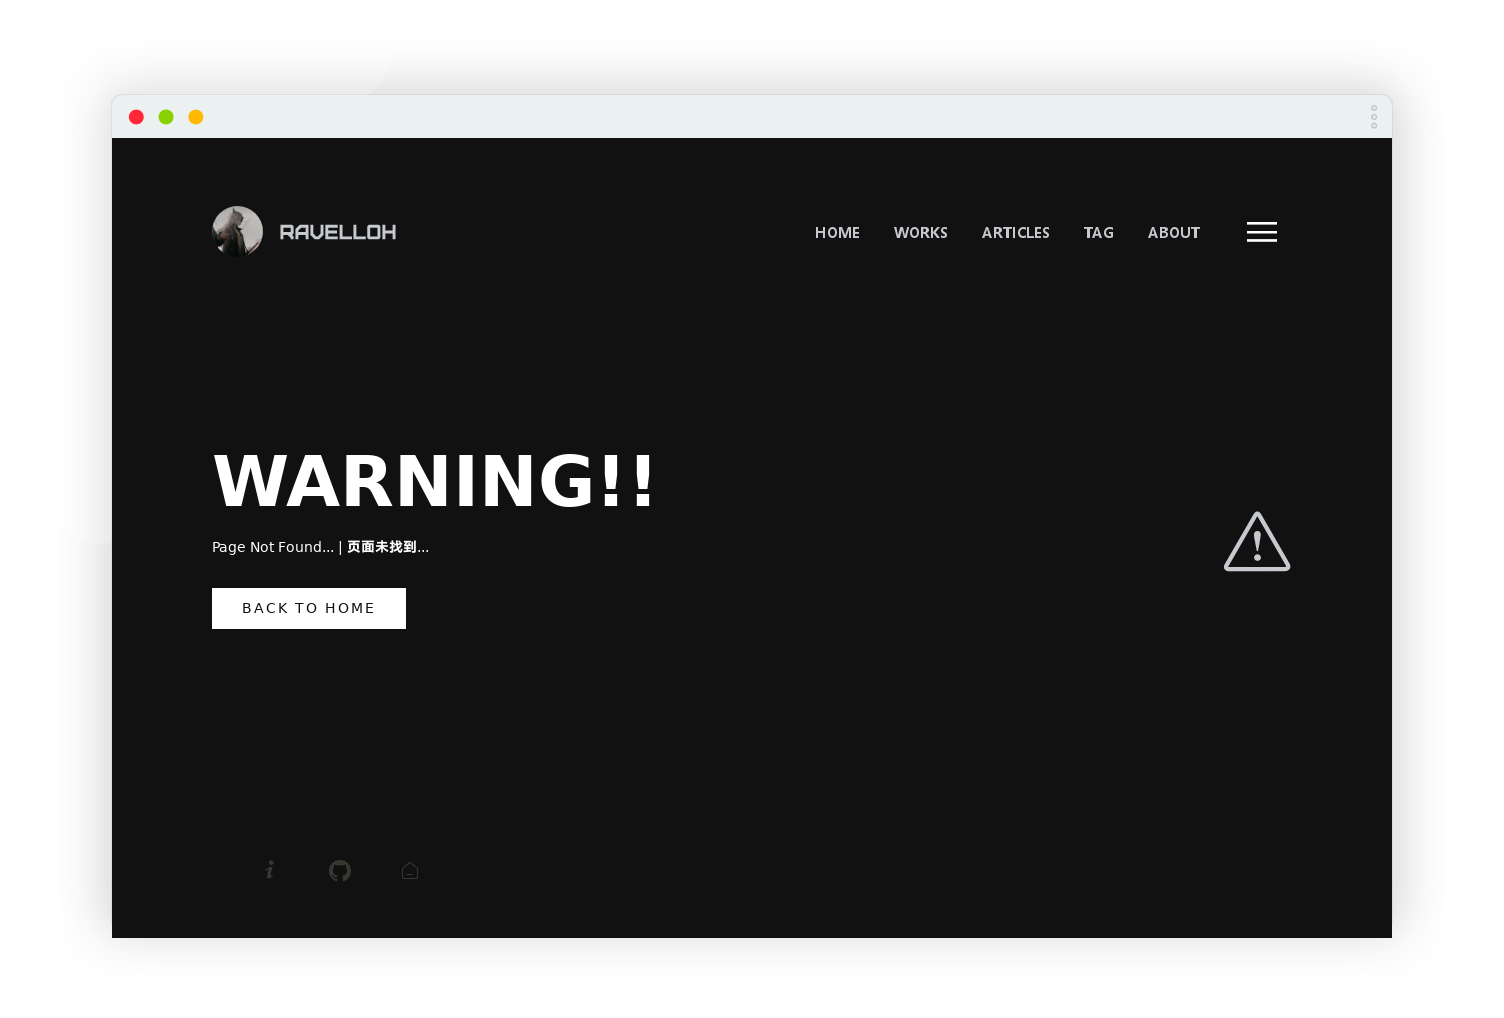 RAVELLOH
HOME WORKS ARTICLES TAG ABOUT
WARNING!!
Page Not Found... | 页面未找到...
BACK TO HOME